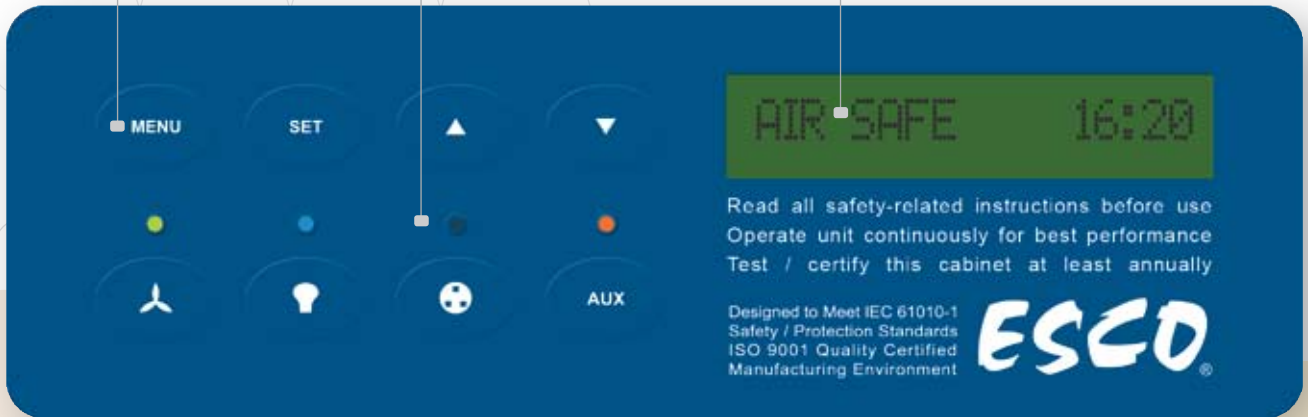 MENU SET ▲ ▼
AUX
AIR SAFE 16:20
Read all safety-related instructions before use
Operate unit continuously for best performance
Test / certify this cabinet at least annually
Designed to Meet IEC 61010-1
Safety / Protection Standards
ISO 9001 Quality Certified
Manufacturing Environment
ESCO®